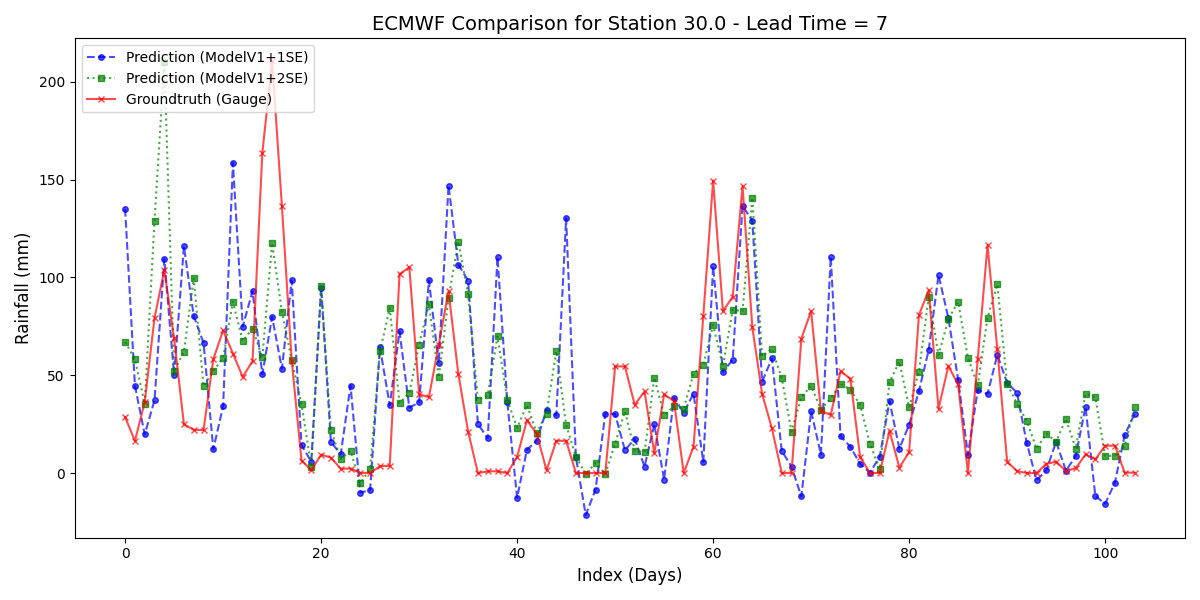 ECMWF Comparison for Station 30.0 - Lead Time = 7
Prediction (ModelV1+1SE)
Prediction (ModelV1+2SE)
Groundtruth (Gauge)
Rainfall (mm)
200
150
100
50
0
0 20 40 60 80 100
Index (Days)